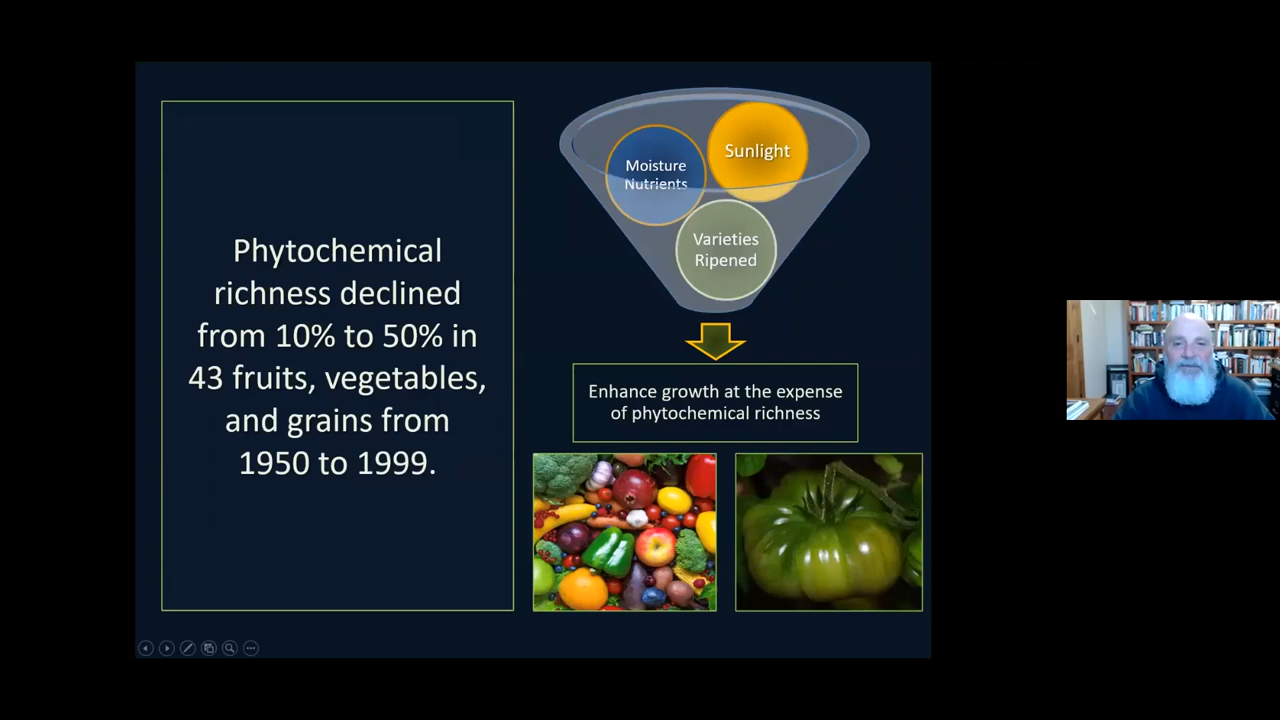 Phytochemical
richness declined
from 10% to 50% in
43 fruits, vegetables,
and grains from
1950 to 1999.
Moisture
Nutrients
Sunlight
Varieties
Ripened
Enhance growth at the expense
of phytochemical richness